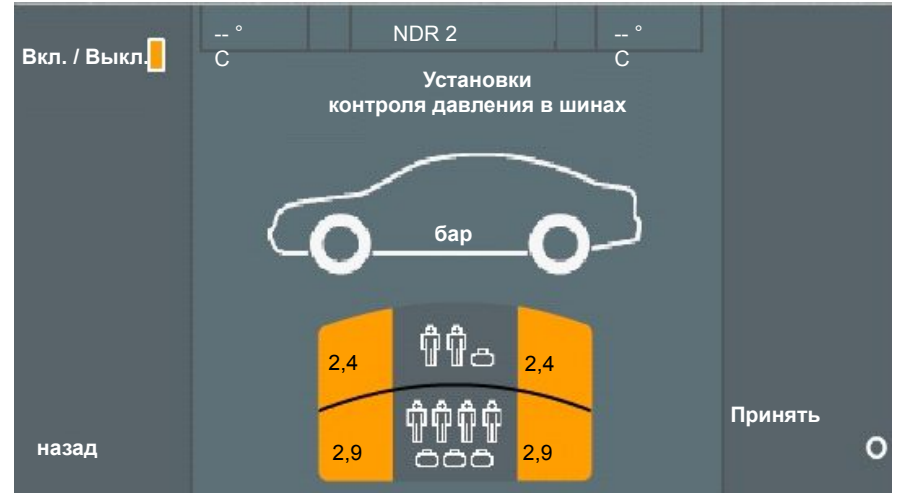 Вкл. / Выкл.
-- °
C
NDR 2
-- °
C
Установки
контроля давления в шинах
бар
2,4
2,4
2,9
2,9
назад
Принять